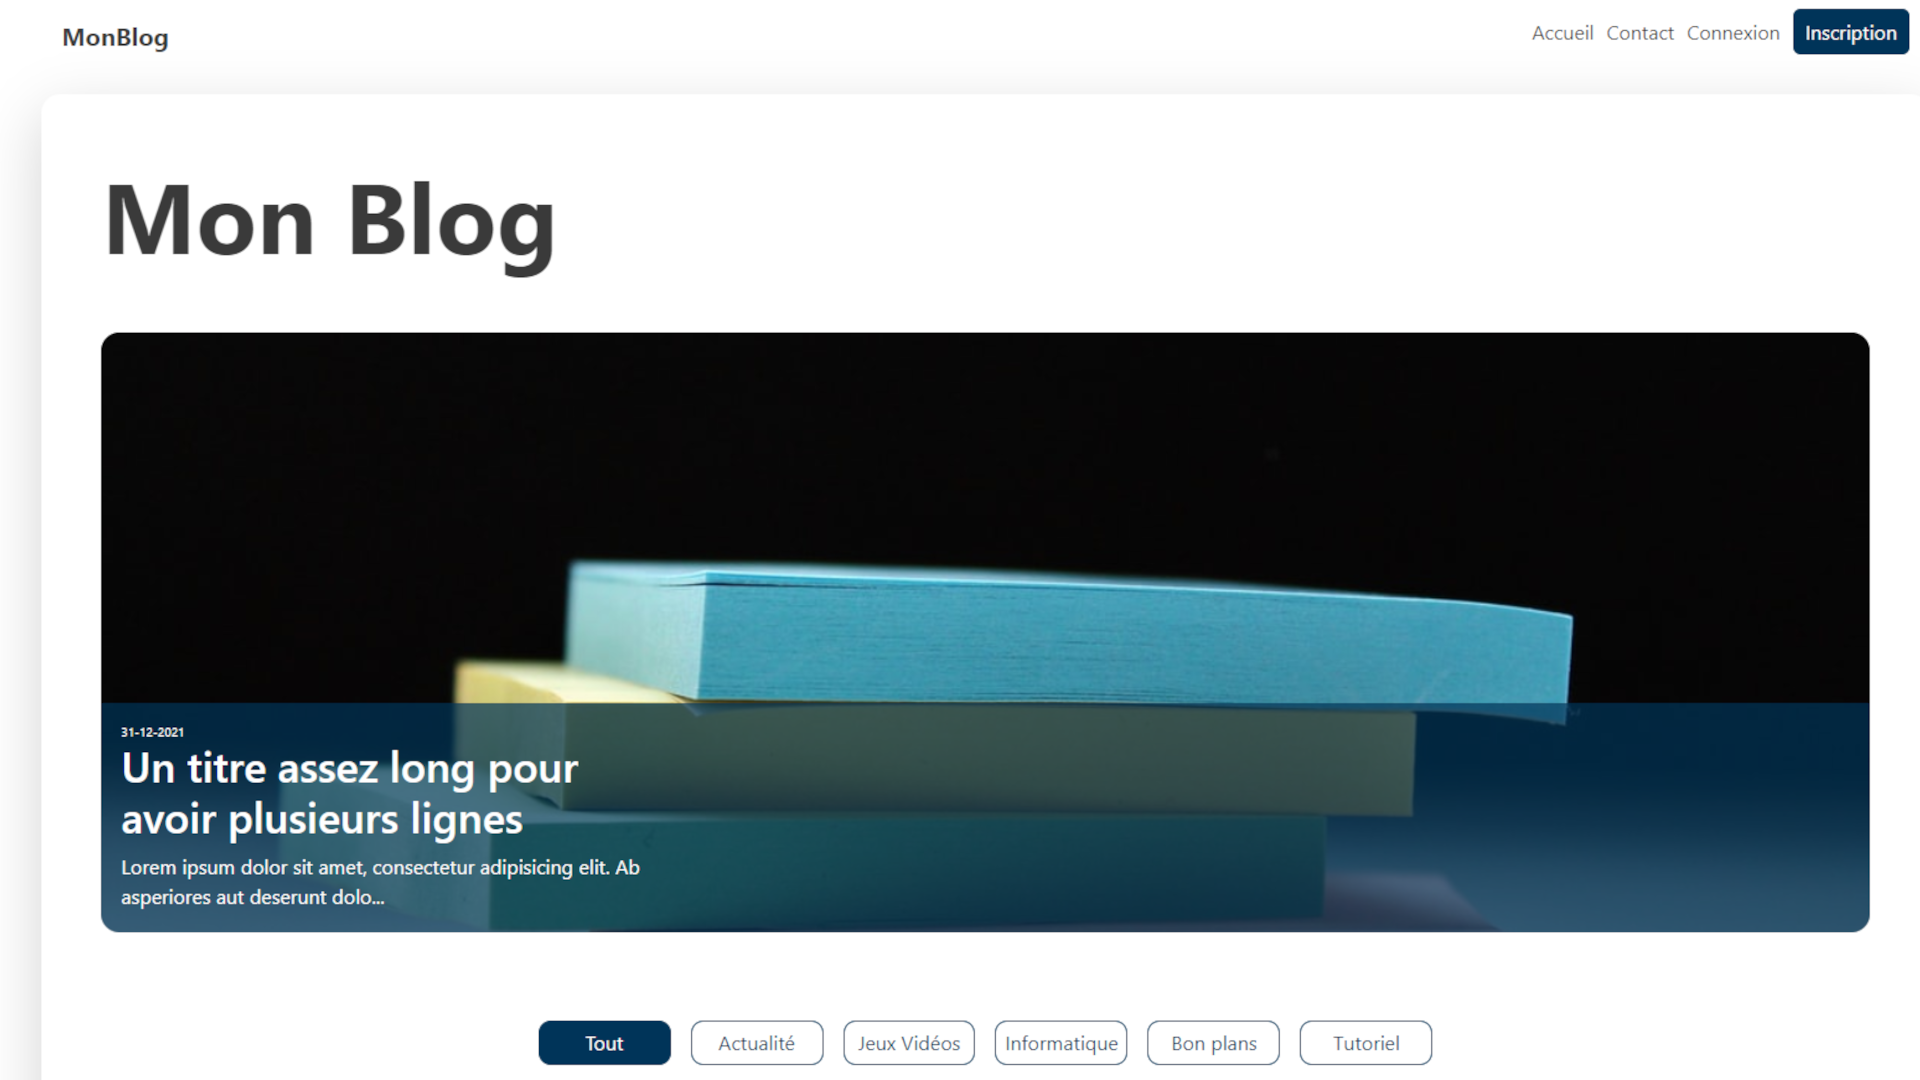 MonBlog
Accueil Contact Connexion Inscription
Mon Blog
31-12-2021
Un titre assez long pour
avoir plusieurs lignes
Lorem ipsum dolor sit amet, consectetur adipisicing elit. Ab
asperiores aut deserunt dolo...
Tout Actualité Jeux Vidéos Informatique Bon plans Tutoriel